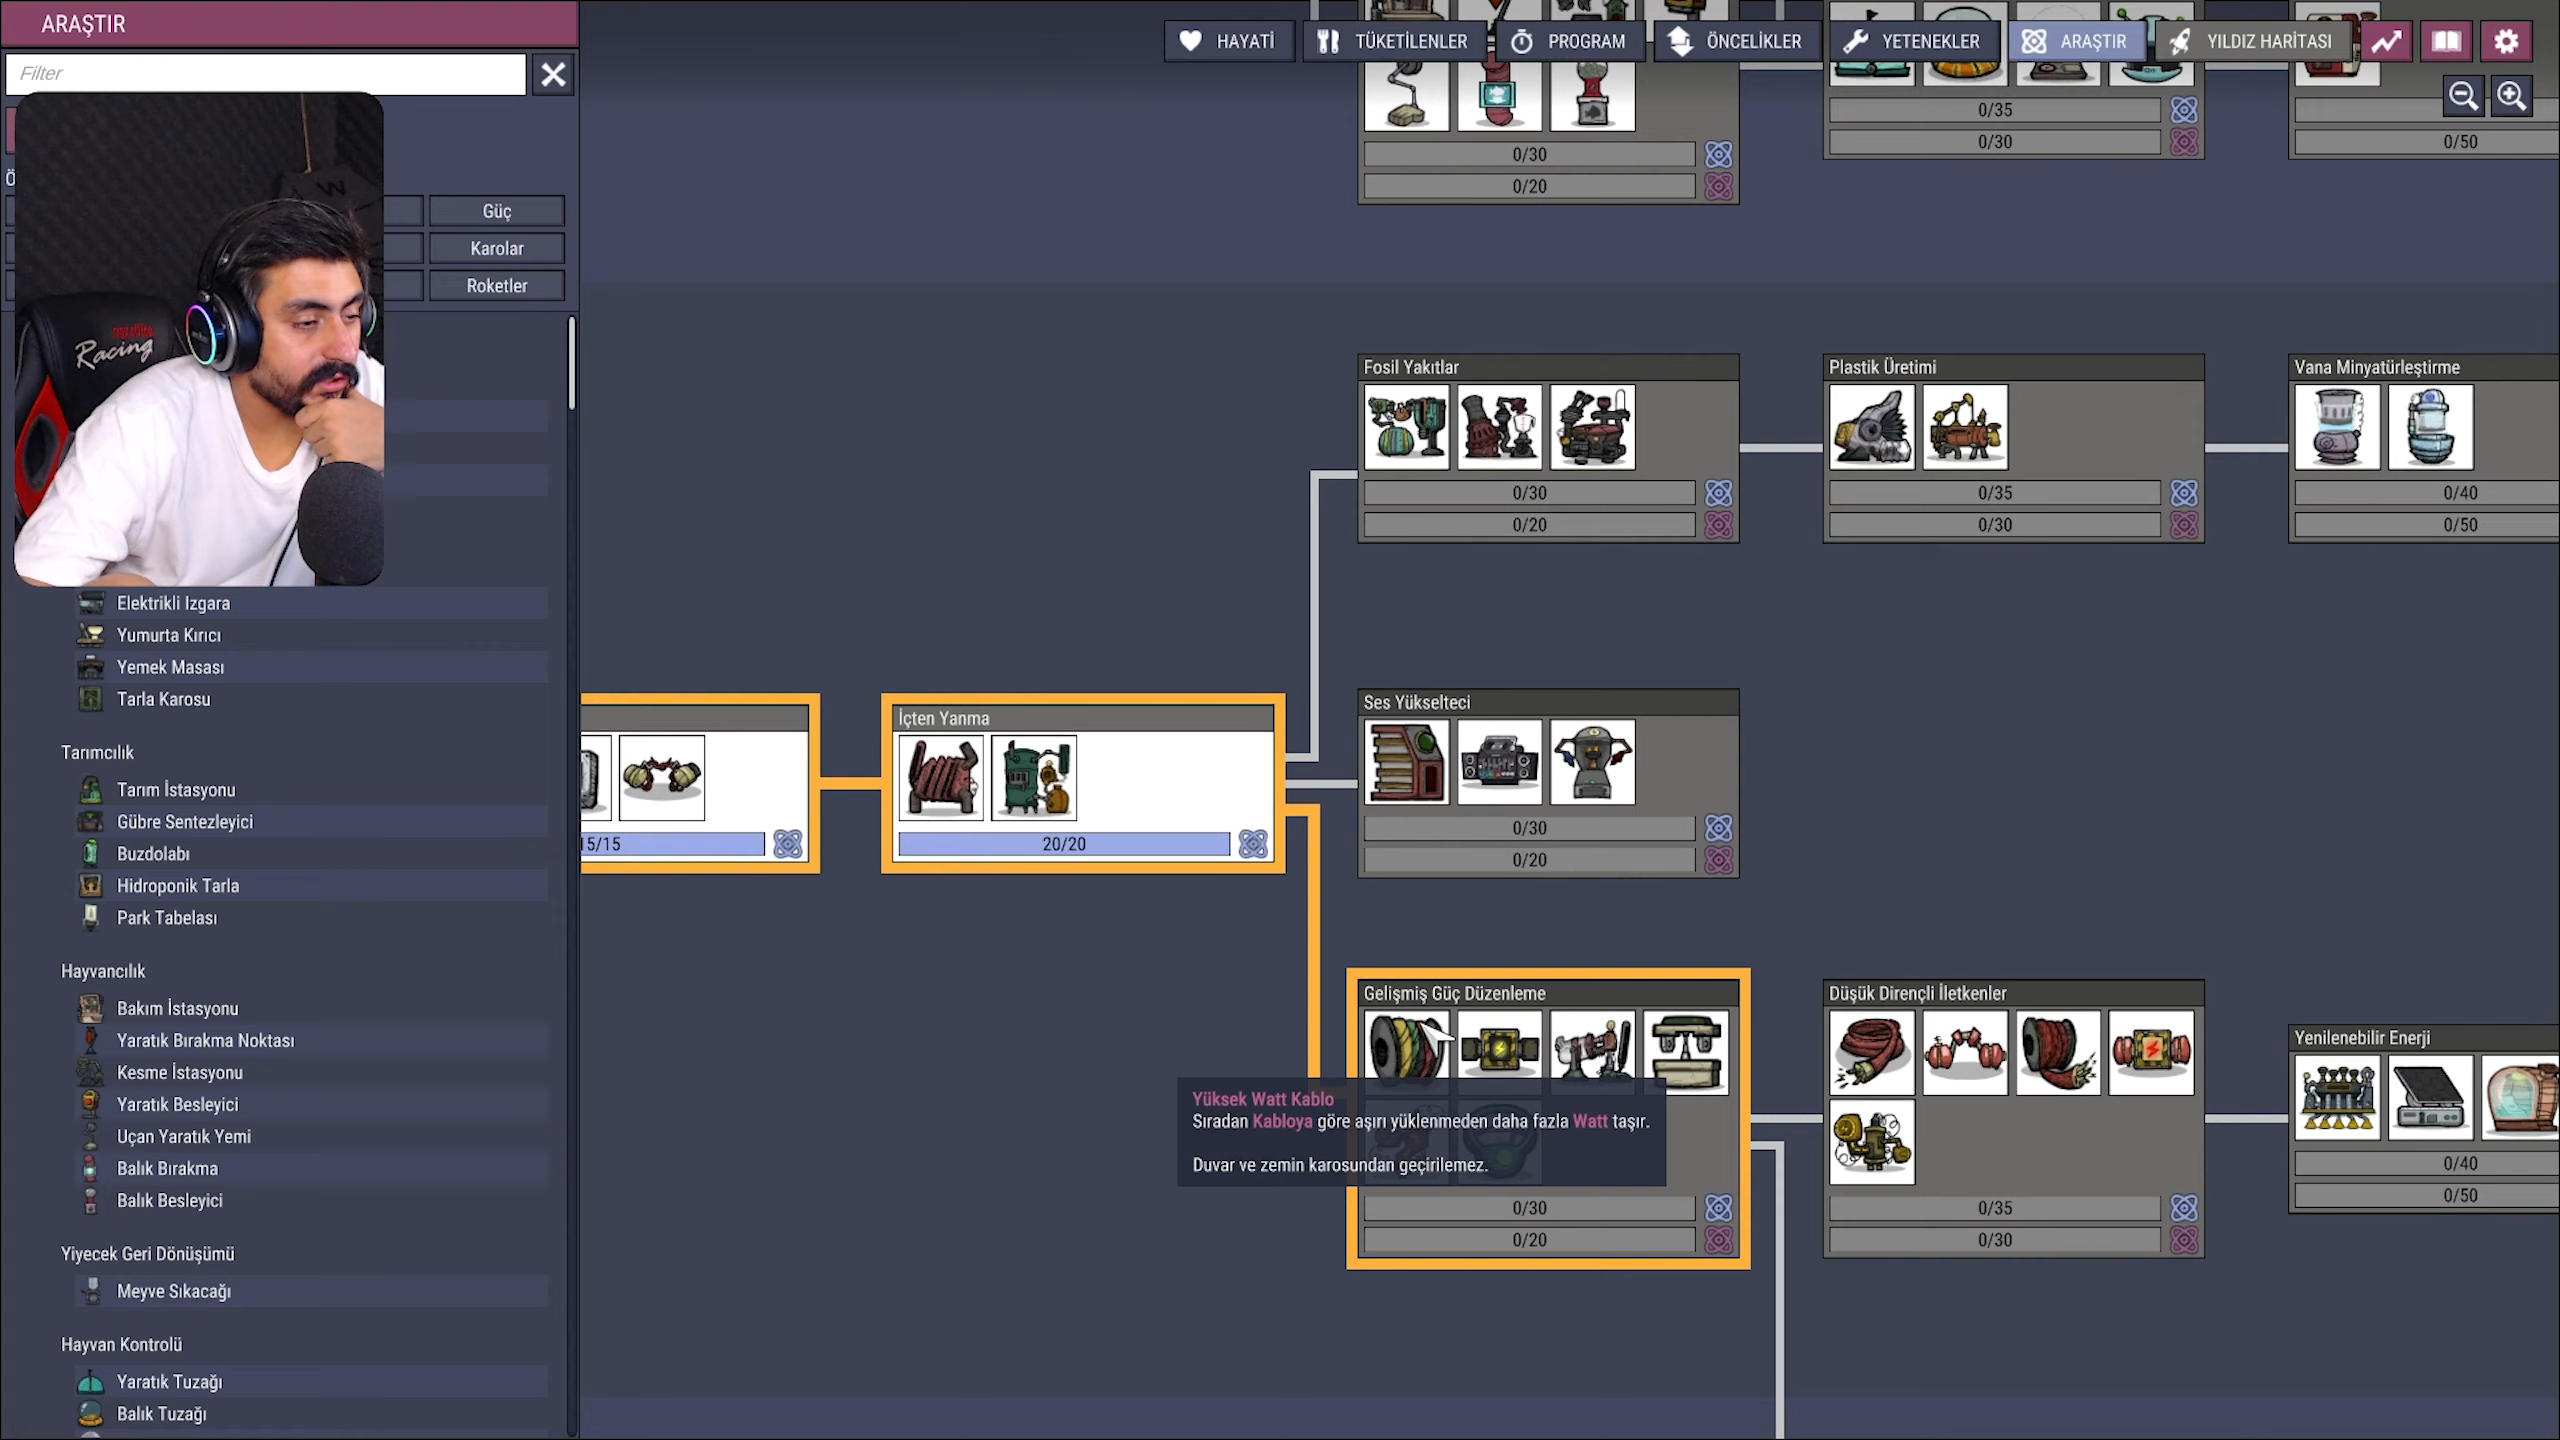 ARAŞTIR
HAYATİ
TÜKETİLENLER
PROGRAM
ÖNCELİKLER
YETENEKLER
ARAŞTIR
YILDIZ HARİTASI
Filter
Güç
Karolar
Roketler
Racing
W
0/30
0/20
0/35
0/30
0/50
Fosil Yakıtlar
0/30
0/20
Plastik Üretimi
0/35
0/30
Vana Minyatürleştirme
0/40
0/50
Elektrikli Izgara
Yumurta Kırıcı
Yemek Masası
Tarla Karosu
Tarımcılık
Tarım İstasyonu
Gübre Sentezleyici
Buzdolabı
Hidroponik Tarla
Park Tabelası
Hayvancılık
Bakım İstasyonu
Yaratık Bırakma Noktası
Kesme İstasyonu
Yaratık Besleyici
Uçan Yaratık Yemi
Balık Bırakma
Balık Besleyici
Yiyecek Geri Dönüşümü
Meyve Sıkacağı
Hayvan Kontrolü
Yaratık Tuzağı
Balık Tuzağı
15/15
İçten Yanma
20/20
Ses Yükselteci
0/30
0/20
Gelişmiş Güç Düzenleme
Yüksek Watt Kablo
Sıradan Kabloya göre aşırı yüklenmeden daha fazla Watt taşır.
Duvar ve zemin karosundan geçirilemez.
0/30
0/20
Düşük Dirençli İletkenler
0/35
0/30
Yenilenebilir Enerji
0/40
0/50